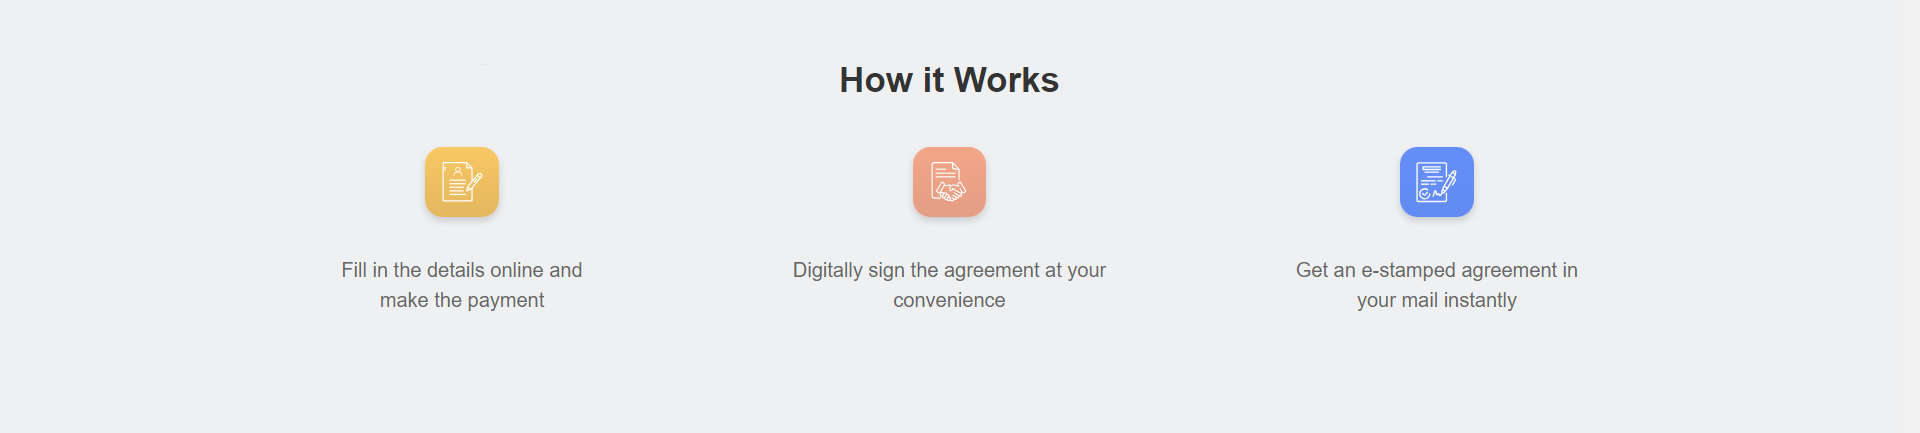 How it Works
Fill in the details online and
make the payment
Digitally sign the agreement at your
convenience
Get an e-stamped agreement in
your mail instantly